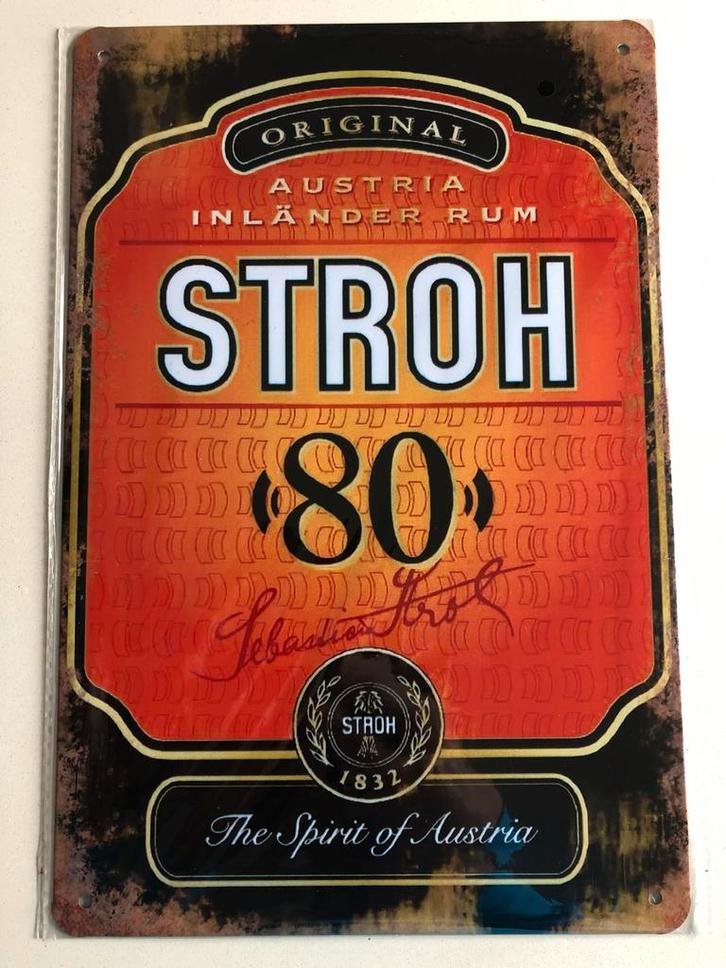 ORIGINAL
AUSTRIA
INLÄNDER RUM
STROH
80
Sebastian Stroh
STROH
1832
The Spirit of Austria